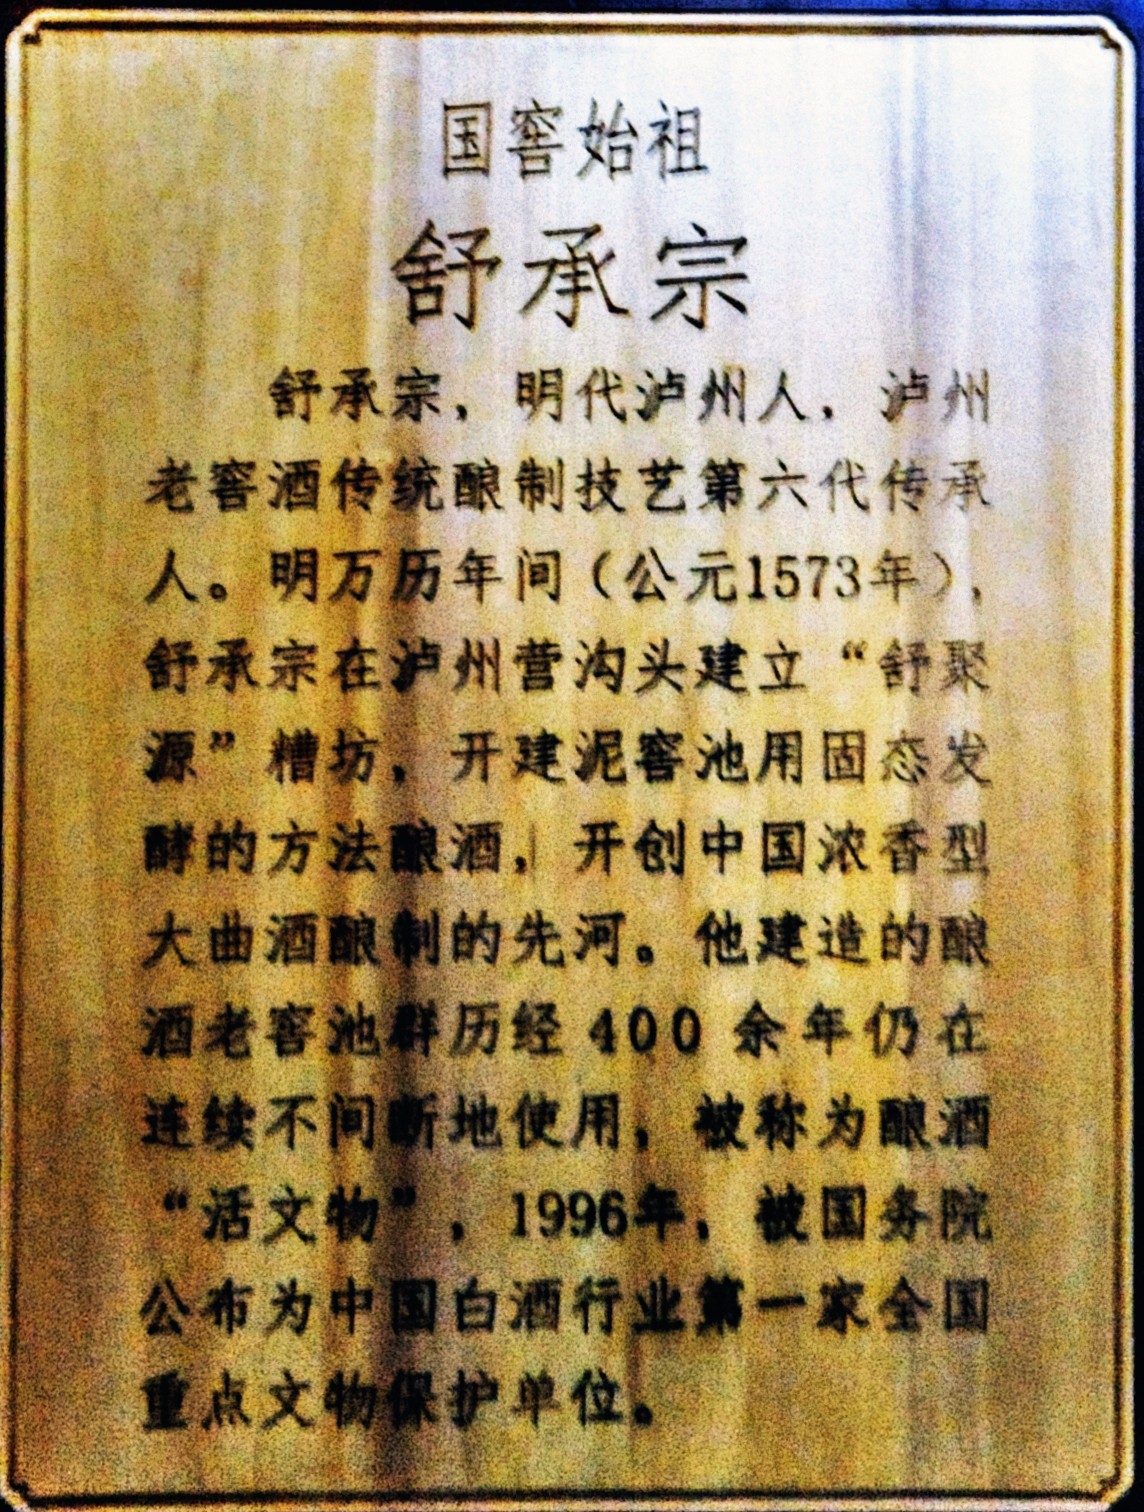 国窖始祖
舒承宗
舒承宗，明代泸州人，泸州
老窖酒传统酿制技艺第六代传承
人。明万历年间（公元1573年），
舒承宗在泸州营沟头建立“舒聚
源”糟坊，开建泥窖池用固态发
酵的方法酿酒，开创中国浓香型
大曲酒酿制的先河。他建造的酿
酒老窖池群历经400余年仍在
连续不间断地使用，被称为酿酒
“活文物”，1996年，被国务院
公布为中国白酒行业第一家全国
重点文物保护单位。